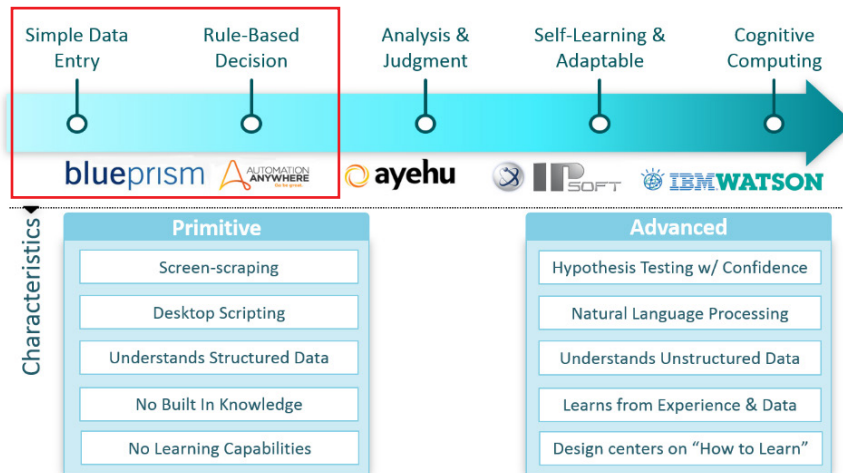 Simple Data
Entry
Rule-Based
Decision
Analysis &
Judgment
Self-Learning &
Adaptable
Cognitive
Computing
blueprism
AUTOMATION
ANYWHERE
ayehu
IPSOFT
IBMWATSON
Characteristics
Primitive
Screen-scraping
Desktop Scripting
Understands Structured Data
No Built In Knowledge
No Learning Capabilities
Advanced
Hypothesis Testing w/ Confidence
Natural Language Processing
Understands Unstructured Data
Learns from Experience & Data
Design centers on “How to Learn”